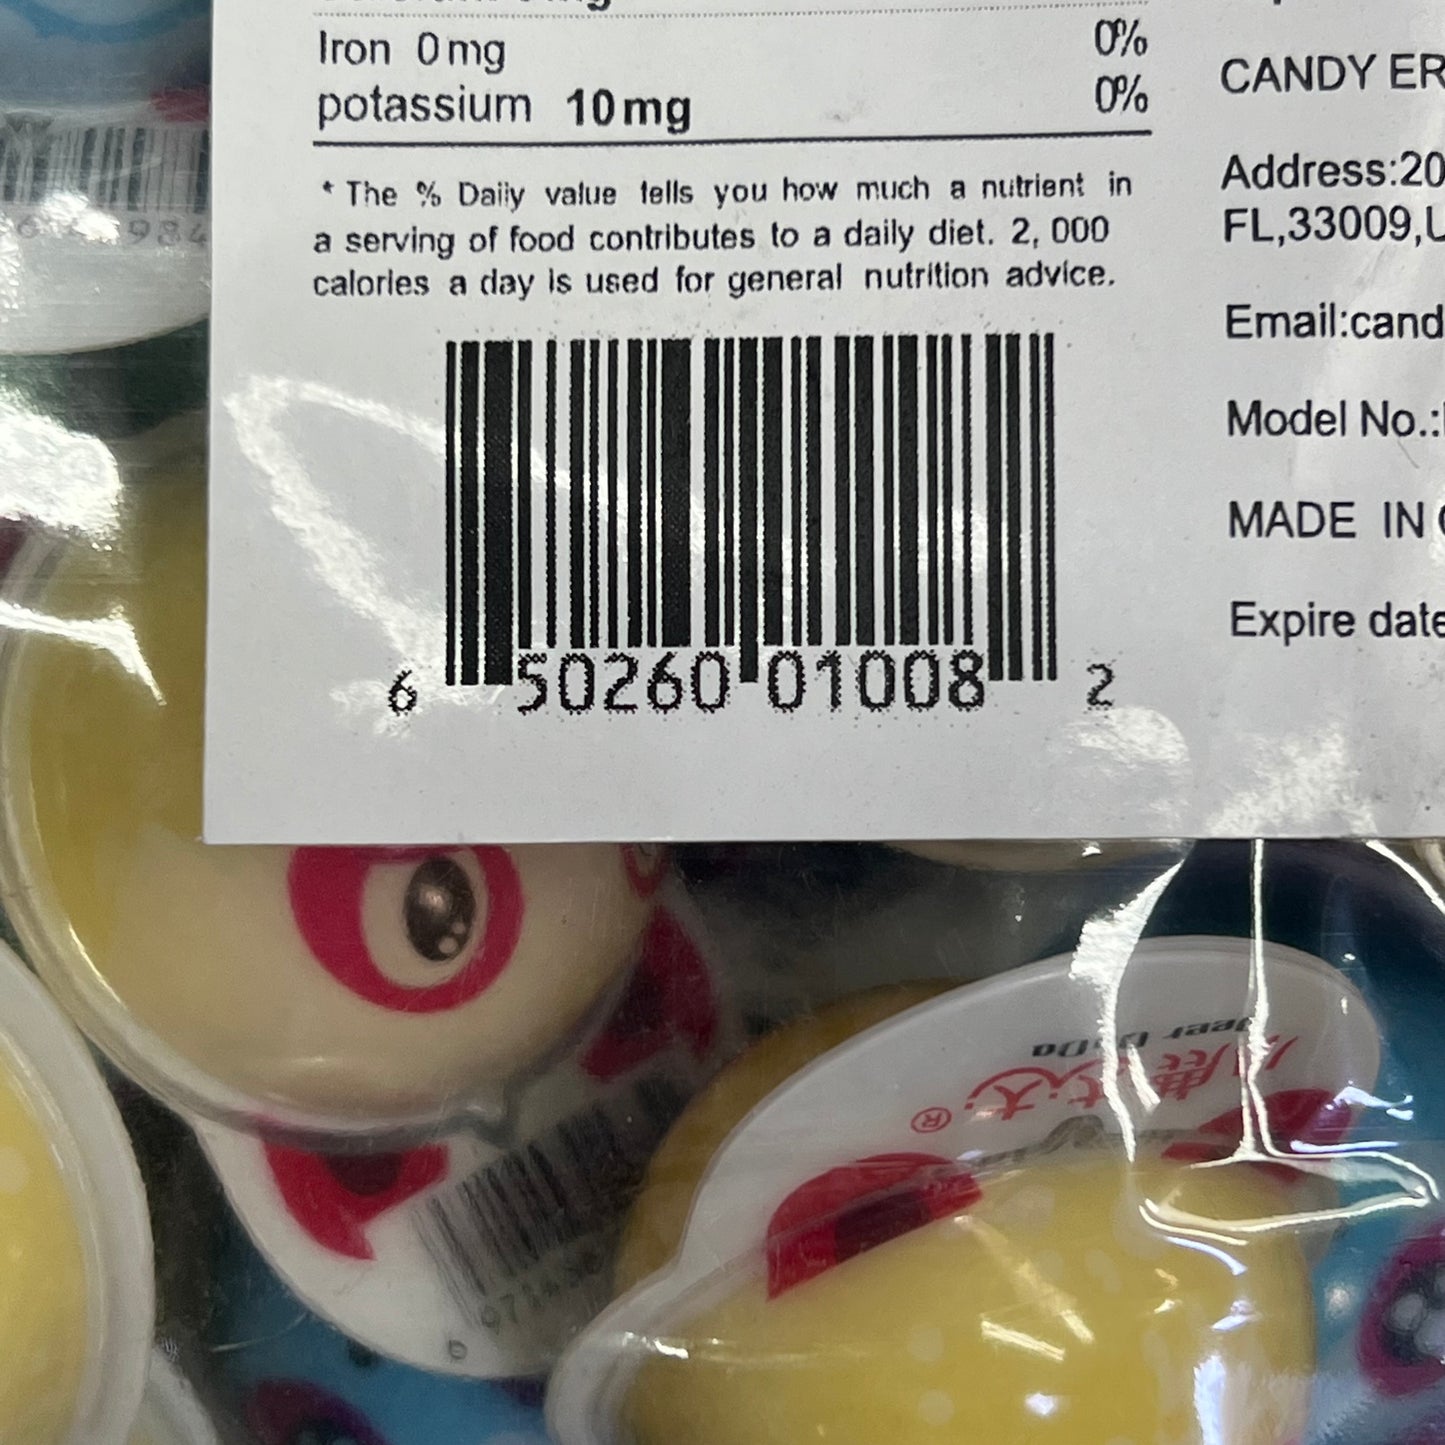 Iron 0mg 0%
potassium 10mg 0%
* The % Daily value tells you how much a nutrient in
a serving of food contributes to a daily diet. 2, 000
calories a day is used for general nutrition advice.
6 50260 01008 2
CANDY ER
Address:20
FL,33009,U
Email:cand
Model No.:
MADE IN
Expire date
984
®